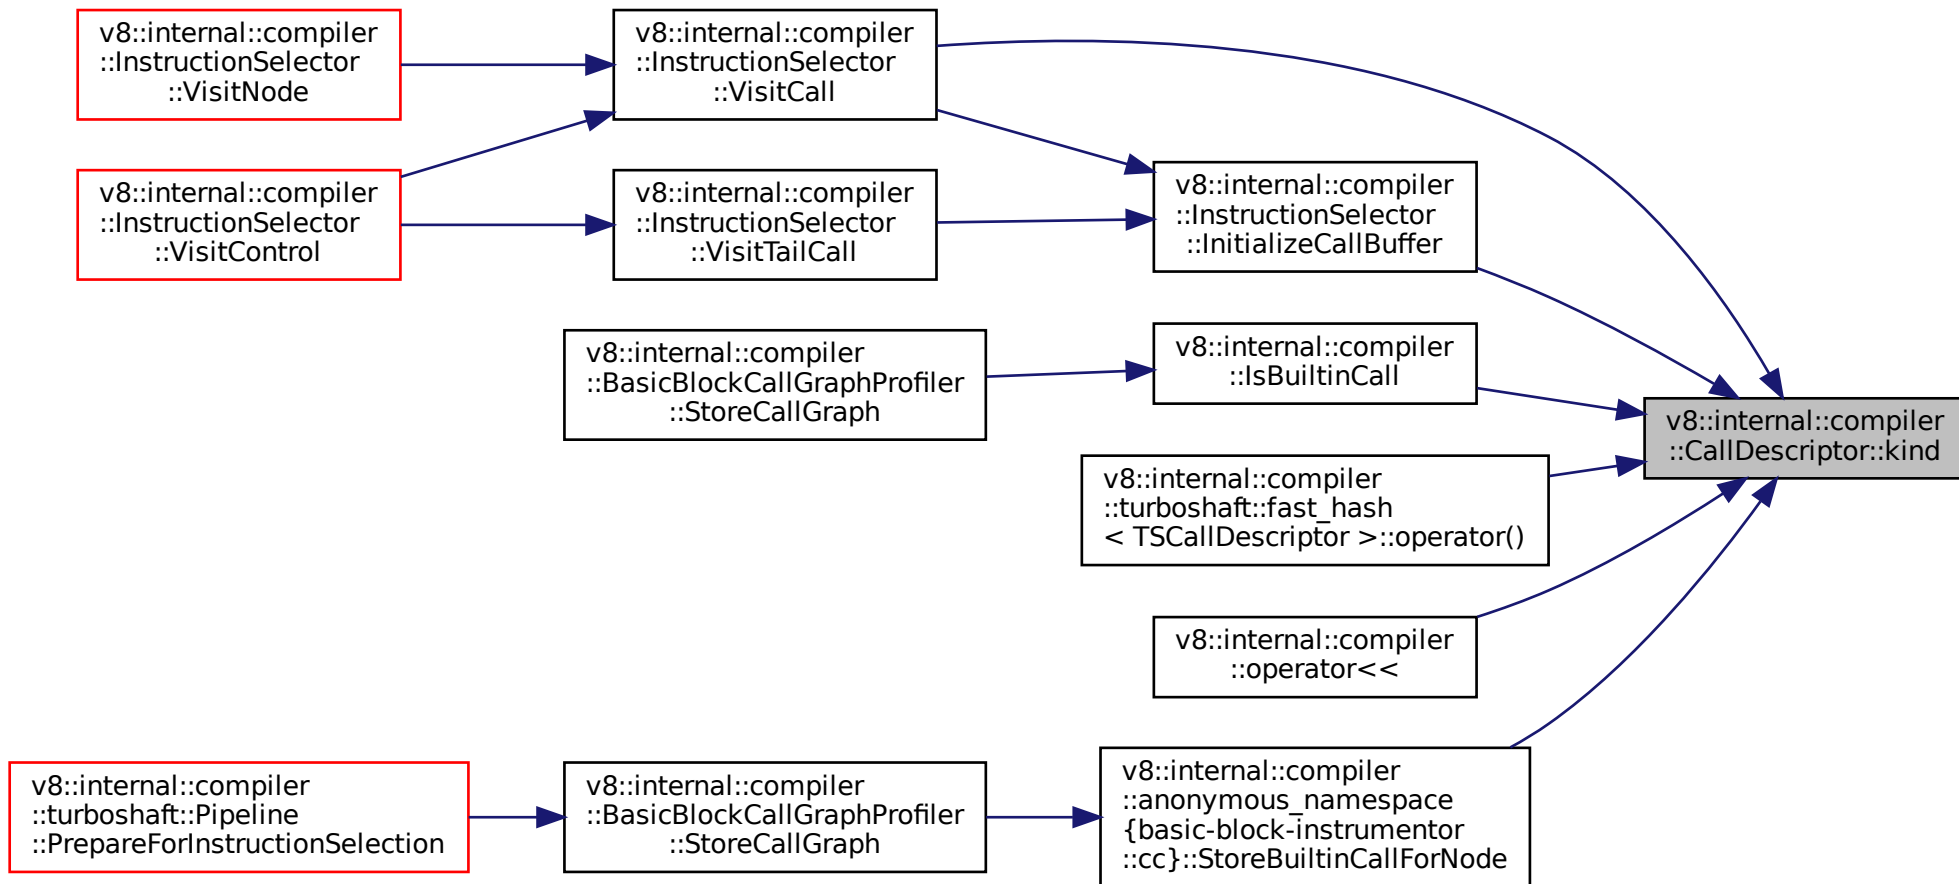 v8::internal::compiler
::InstructionSelector
::VisitNode
v8::internal::compiler
::InstructionSelector
::VisitCall
v8::internal::compiler
::InstructionSelector
::VisitControl
v8::internal::compiler
::InstructionSelector
::VisitTailCall
v8::internal::compiler
::InstructionSelector
::InitializeCallBuffer
v8::internal::compiler
::BasicBlockCallGraphProfiler
::StoreCallGraph
v8::internal::compiler
::IsBuiltinCall
v8::internal::compiler
::CallDescriptor::kind
v8::internal::compiler
::turboshaft::fast_hash
< TSCallDescriptor >::operator()
v8::internal::compiler
::operator<<
v8::internal::compiler
::turboshaft::Pipeline
::PrepareForInstructionSelection
v8::internal::compiler
::BasicBlockCallGraphProfiler
::StoreCallGraph
v8::internal::compiler
::anonymous_namespace
{basic-block-instrumentor
::cc}::StoreBuiltinCallForNode